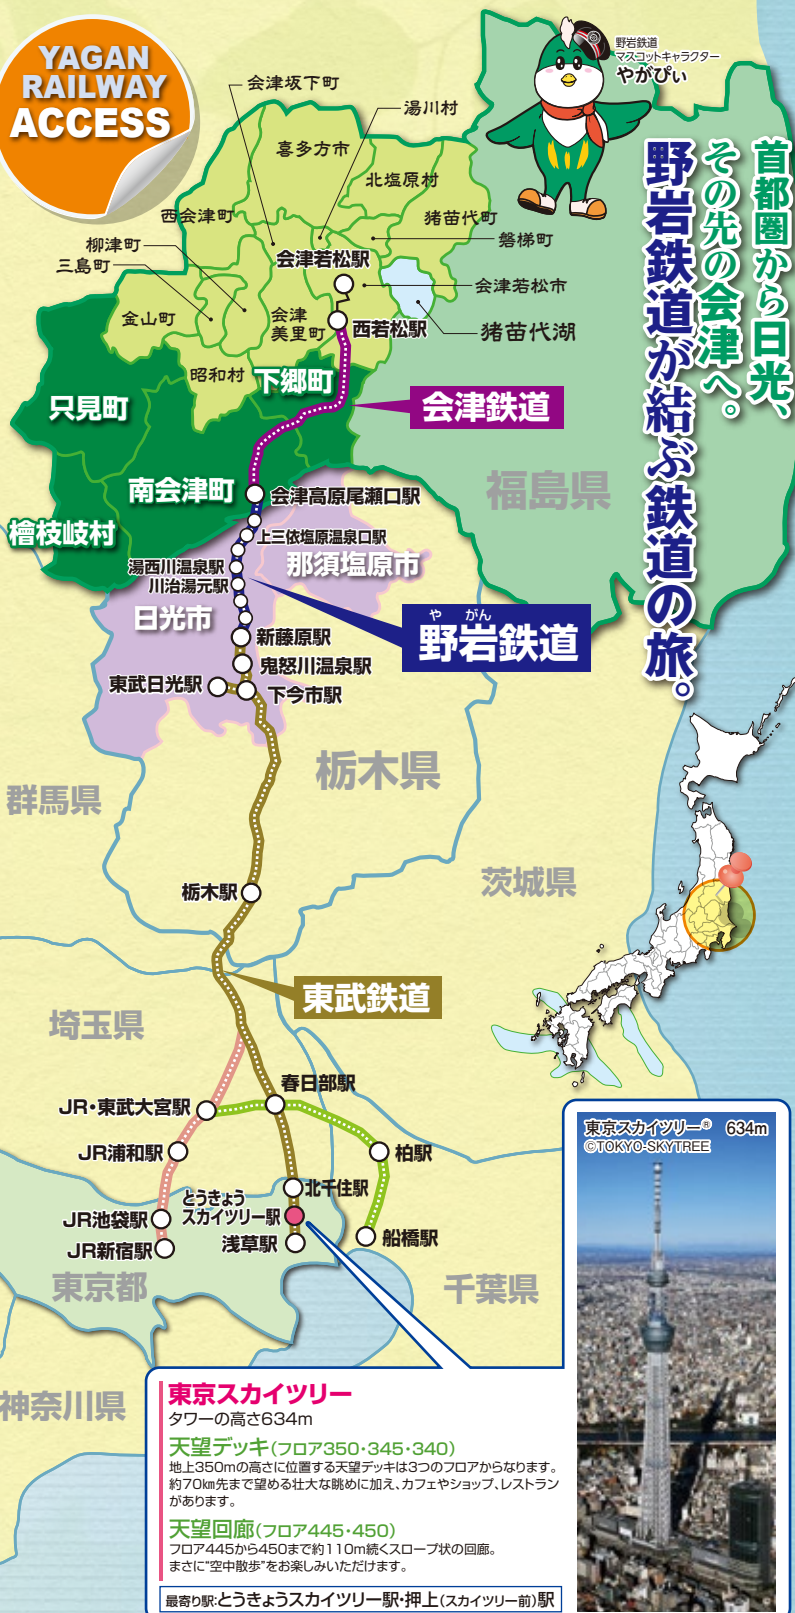 YAGAN
RAILWAY
ACCESS
野岩鉄道
マスコットキャラクター
やがぴぃ
首都圏から日光、
その先の会津へ。
野岩鉄道が結ぶ鉄道の旅。
会津坂下町
湯川村
喜多方市
北塩原村
西会津町
猪苗代町
柳津町
磐梯町
三島町
会津若松駅
会津若松市
金山町
会津
美里町
西若松駅
猪苗代湖
昭和村
下郷町
只見町
会津鉄道
南会津町
会津高原尾瀬口駅
福島県
檜枝岐村
上三依塩原温泉口駅
湯西川温泉駅
那須塩原市
川治湯元駅
日光市
や がん
野岩鉄道
新藤原駅
鬼怒川温泉駅
東武日光駅
下今市駅
栃木県
群馬県
栃木駅
茨城県
東武鉄道
埼玉県
春日部駅
JR・東武大宮駅
JR浦和駅
柏駅
北千住駅
とうきょう
スカイツリー駅
JR池袋駅
浅草駅
船橋駅
JR新宿駅
東京都
千葉県
神奈川県
東京スカイツリー® 634m
©TOKYO-SKYTREE
東京スカイツリー
タワーの高さ634m
天望デッキ(フロア350・345・340)
地上350mの高さに位置する天望デッキは3つのフロアからなります。
約70㎞先まで望める壮大な眺めに加え、カフェやショップ、レストラン
があります。
天望回廊(フロア445・450)
フロア445から450まで約110m続くスロープ状の回廊。
まさに“空中散歩”をお楽しみいただけます。
最寄り駅:とうきょうスカイツリー駅・押上(スカイツリー前)駅